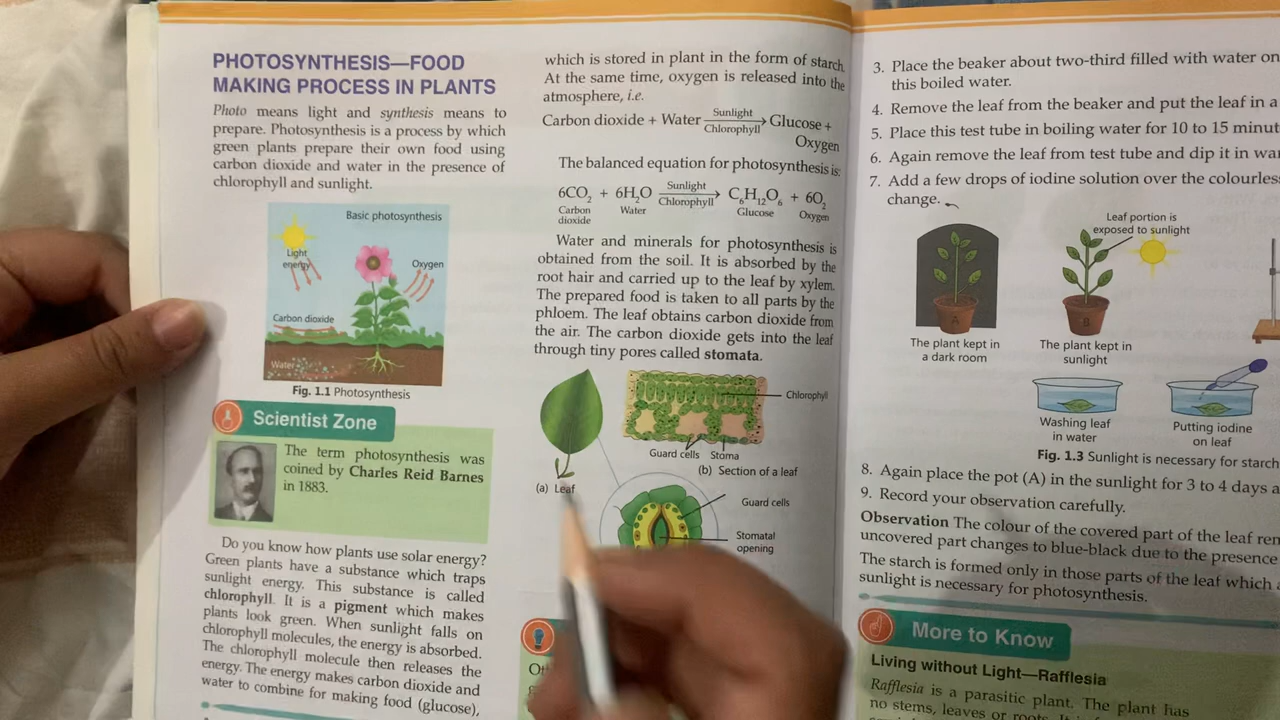 PHOTOSYNTHESIS—FOOD
MAKING PROCESS IN PLANTS
Photo means light and synthesis means to
prepare. Photosynthesis is a process by which
green plants prepare their own food using
carbon dioxide and water in the presence of
chlorophyll and sunlight.
Basic photosynthesis
Light
energy
Oxygen
Carbon dioxide
Water
Fig. 1.1 Photosynthesis
Scientist Zone
The term photosynthesis was
coined by Charles Reid Barnes
in 1883.
Do you know how plants use solar energy?
Green plants have a substance which traps
sunlight energy. This substance is called
chlorophyll. It is a pigment which makes
plants look green. When sunlight falls on
chlorophyll molecules, the energy is absorbed.
The chlorophyll molecule then releases the
energy. The energy makes carbon dioxide and
water to combine for making food (glucose),
which is stored in plant in the form of starch.
At the same time, oxygen is released into the
atmosphere, i.e.
Carbon dioxide + Water Sunlight Chlorophyll → Glucose +
Oxygen
The balanced equation for photosynthesis is:
6CO₂ + 6H₂O Sunlight Chlorophyll → C₆H₁₂O₆ + 6O₂
Carbon dioxide Water Glucose Oxygen
Water and minerals for photosynthesis is
obtained from the soil. It is absorbed by the
root hair and carried up to the leaf by xylem.
The prepared food is taken to all parts by the
phloem. The leaf obtains carbon dioxide from
the air. The carbon dioxide gets into the leaf
through tiny pores called stomata.
Chlorophyll
Guard cells Stoma
(b) Section of a leaf
(a) Leaf
Guard cells
Stomatal
opening
3. Place the beaker about two-third filled with water on
this boiled water.
4. Remove the leaf from the beaker and put the leaf in a
5. Place this test tube in boiling water for 10 to 15 minut
6. Again remove the leaf from test tube and dip it in war
7. Add a few drops of iodine solution over the colourless
change.
Leaf portion is
exposed to sunlight
A
B
The plant kept in
a dark room
The plant kept in
sunlight
Washing leaf
in water
Putting iodine
on leaf
Fig. 1.3 Sunlight is necessary for starch
8. Again place the pot (A) in the sunlight for 3 to 4 days a
9. Record your observation carefully.
Observation The colour of the covered part of the leaf rem
uncovered part changes to blue-black due to the presence
The starch is formed only in those parts of the leaf which
sunlight is necessary for photosynthesis.
More to Know
Living without Light—Rafflesia
Rafflesia is a parasitic plant. The plant has
no stems, leaves or roots.